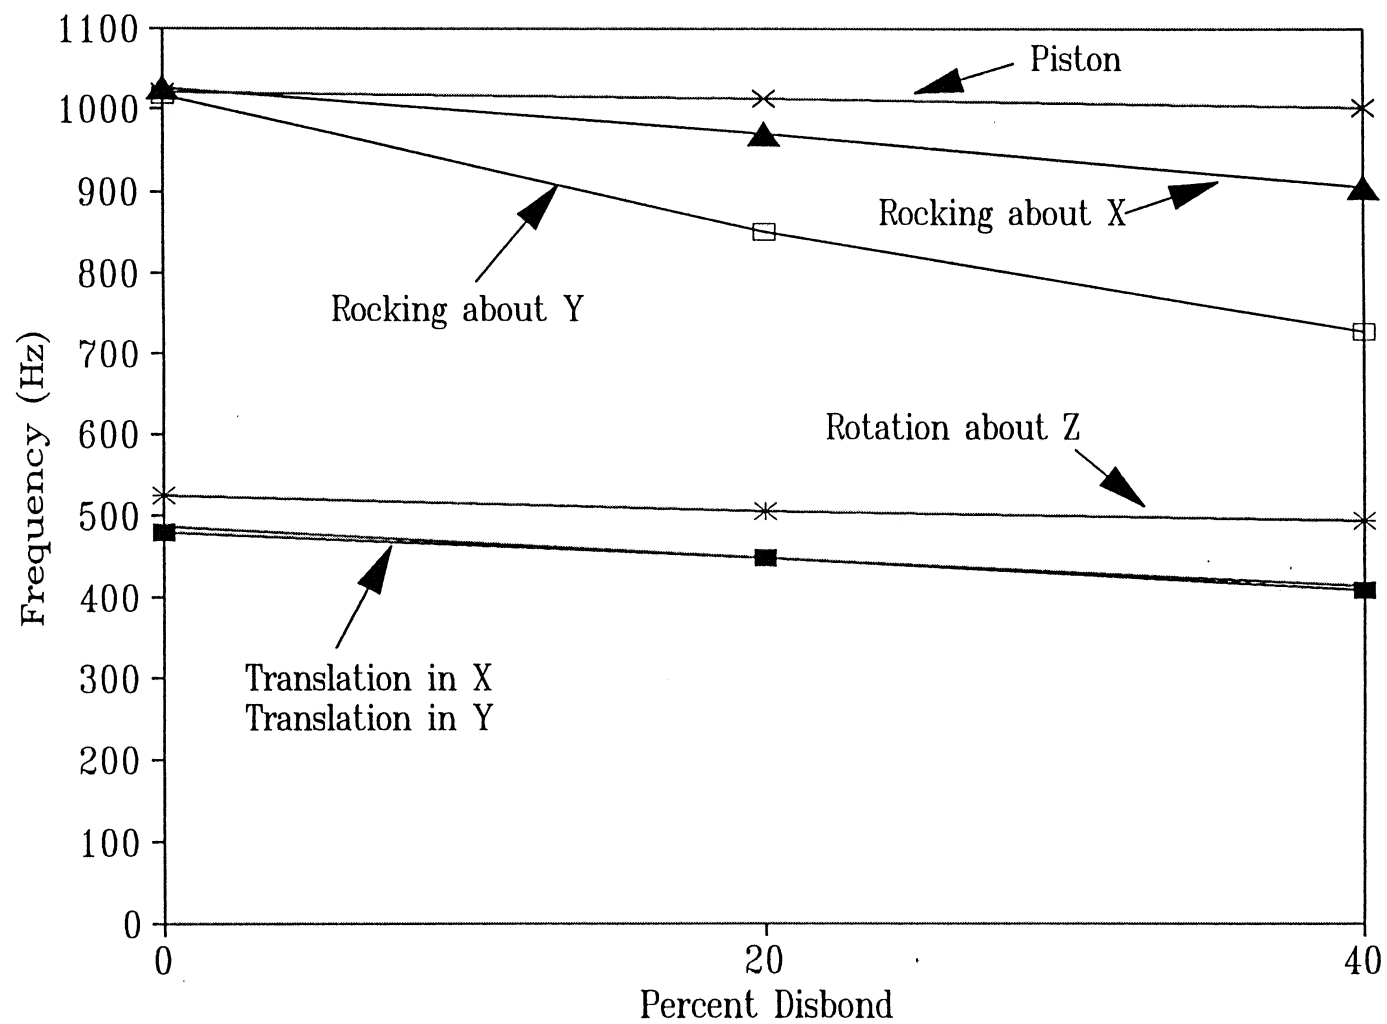 1100
1000
900
800
700
600
500
400
300
200
100
0
Frequency (Hz)
Piston
Rocking about X
Rocking about Y
Rotation about Z
Translation in X
Translation in Y
0
20
40
Percent Disbond